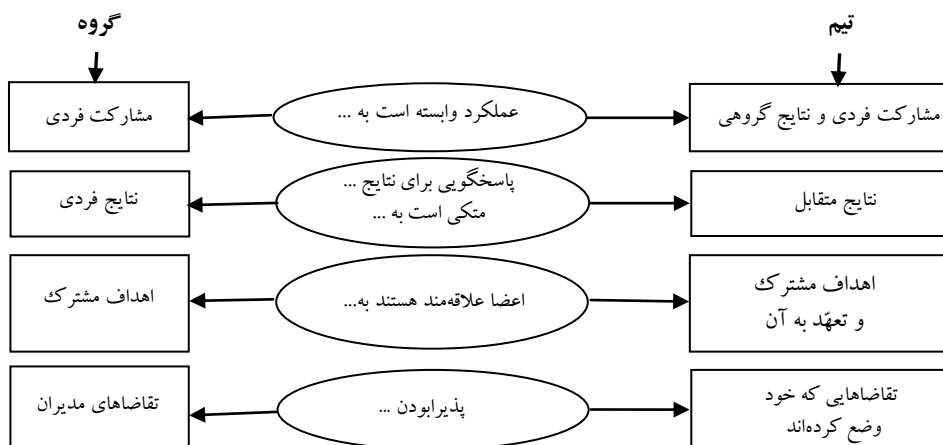 تیم
گروه
مشارکت فردی و نتایج گروهی
عملکرد وابسته است به ...
مشارکت فردی
نتایج متقابل
پاسخگویی برای نتایج ...
متکی است به ...
نتایج فردی
اهداف مشترک
و تعهّد به آن
اعضا علاقه‌مند هستند به...
اهداف مشترک
تقاضاهایی که خود
وضع کرده‌اند
پذیرابودن ...
تقاضاهای مدیران